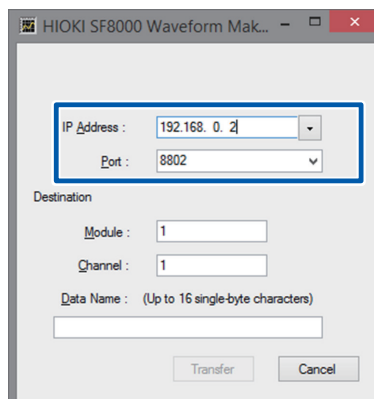 HIOKI SF8000 Waveform Mak...
IP Address : 192.168. 0. 2
Port : 8802
Destination
Module : 1
Channel : 1
Data Name : (Up to 16 single-byte characters)
Transfer Cancel